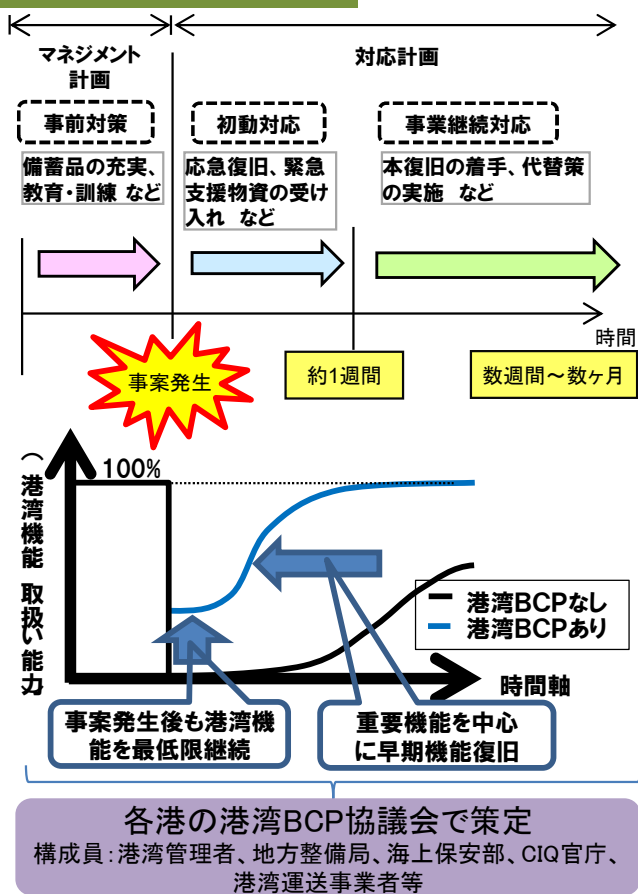 マネジメント
計画
対応計画
事前対策
初動対応
事業継続対応
備蓄品の充実、
教育・訓練 など
応急復旧、緊急
支援物資の受け
入れ など
本復旧の着手、代替策
の実施 など
時間
事案発生
約1週間
数週間～数ヶ月
（港湾機能 取扱い能力）
100%
港湾BCPなし
港湾BCPあり
時間軸
事案発生後も港湾機
能を最低限継続
重要機能を中心
に早期機能復旧
各港の港湾BCP協議会で策定
構成員：港湾管理者、地方整備局、海上保安部、CIQ官庁、
港湾運送事業者等